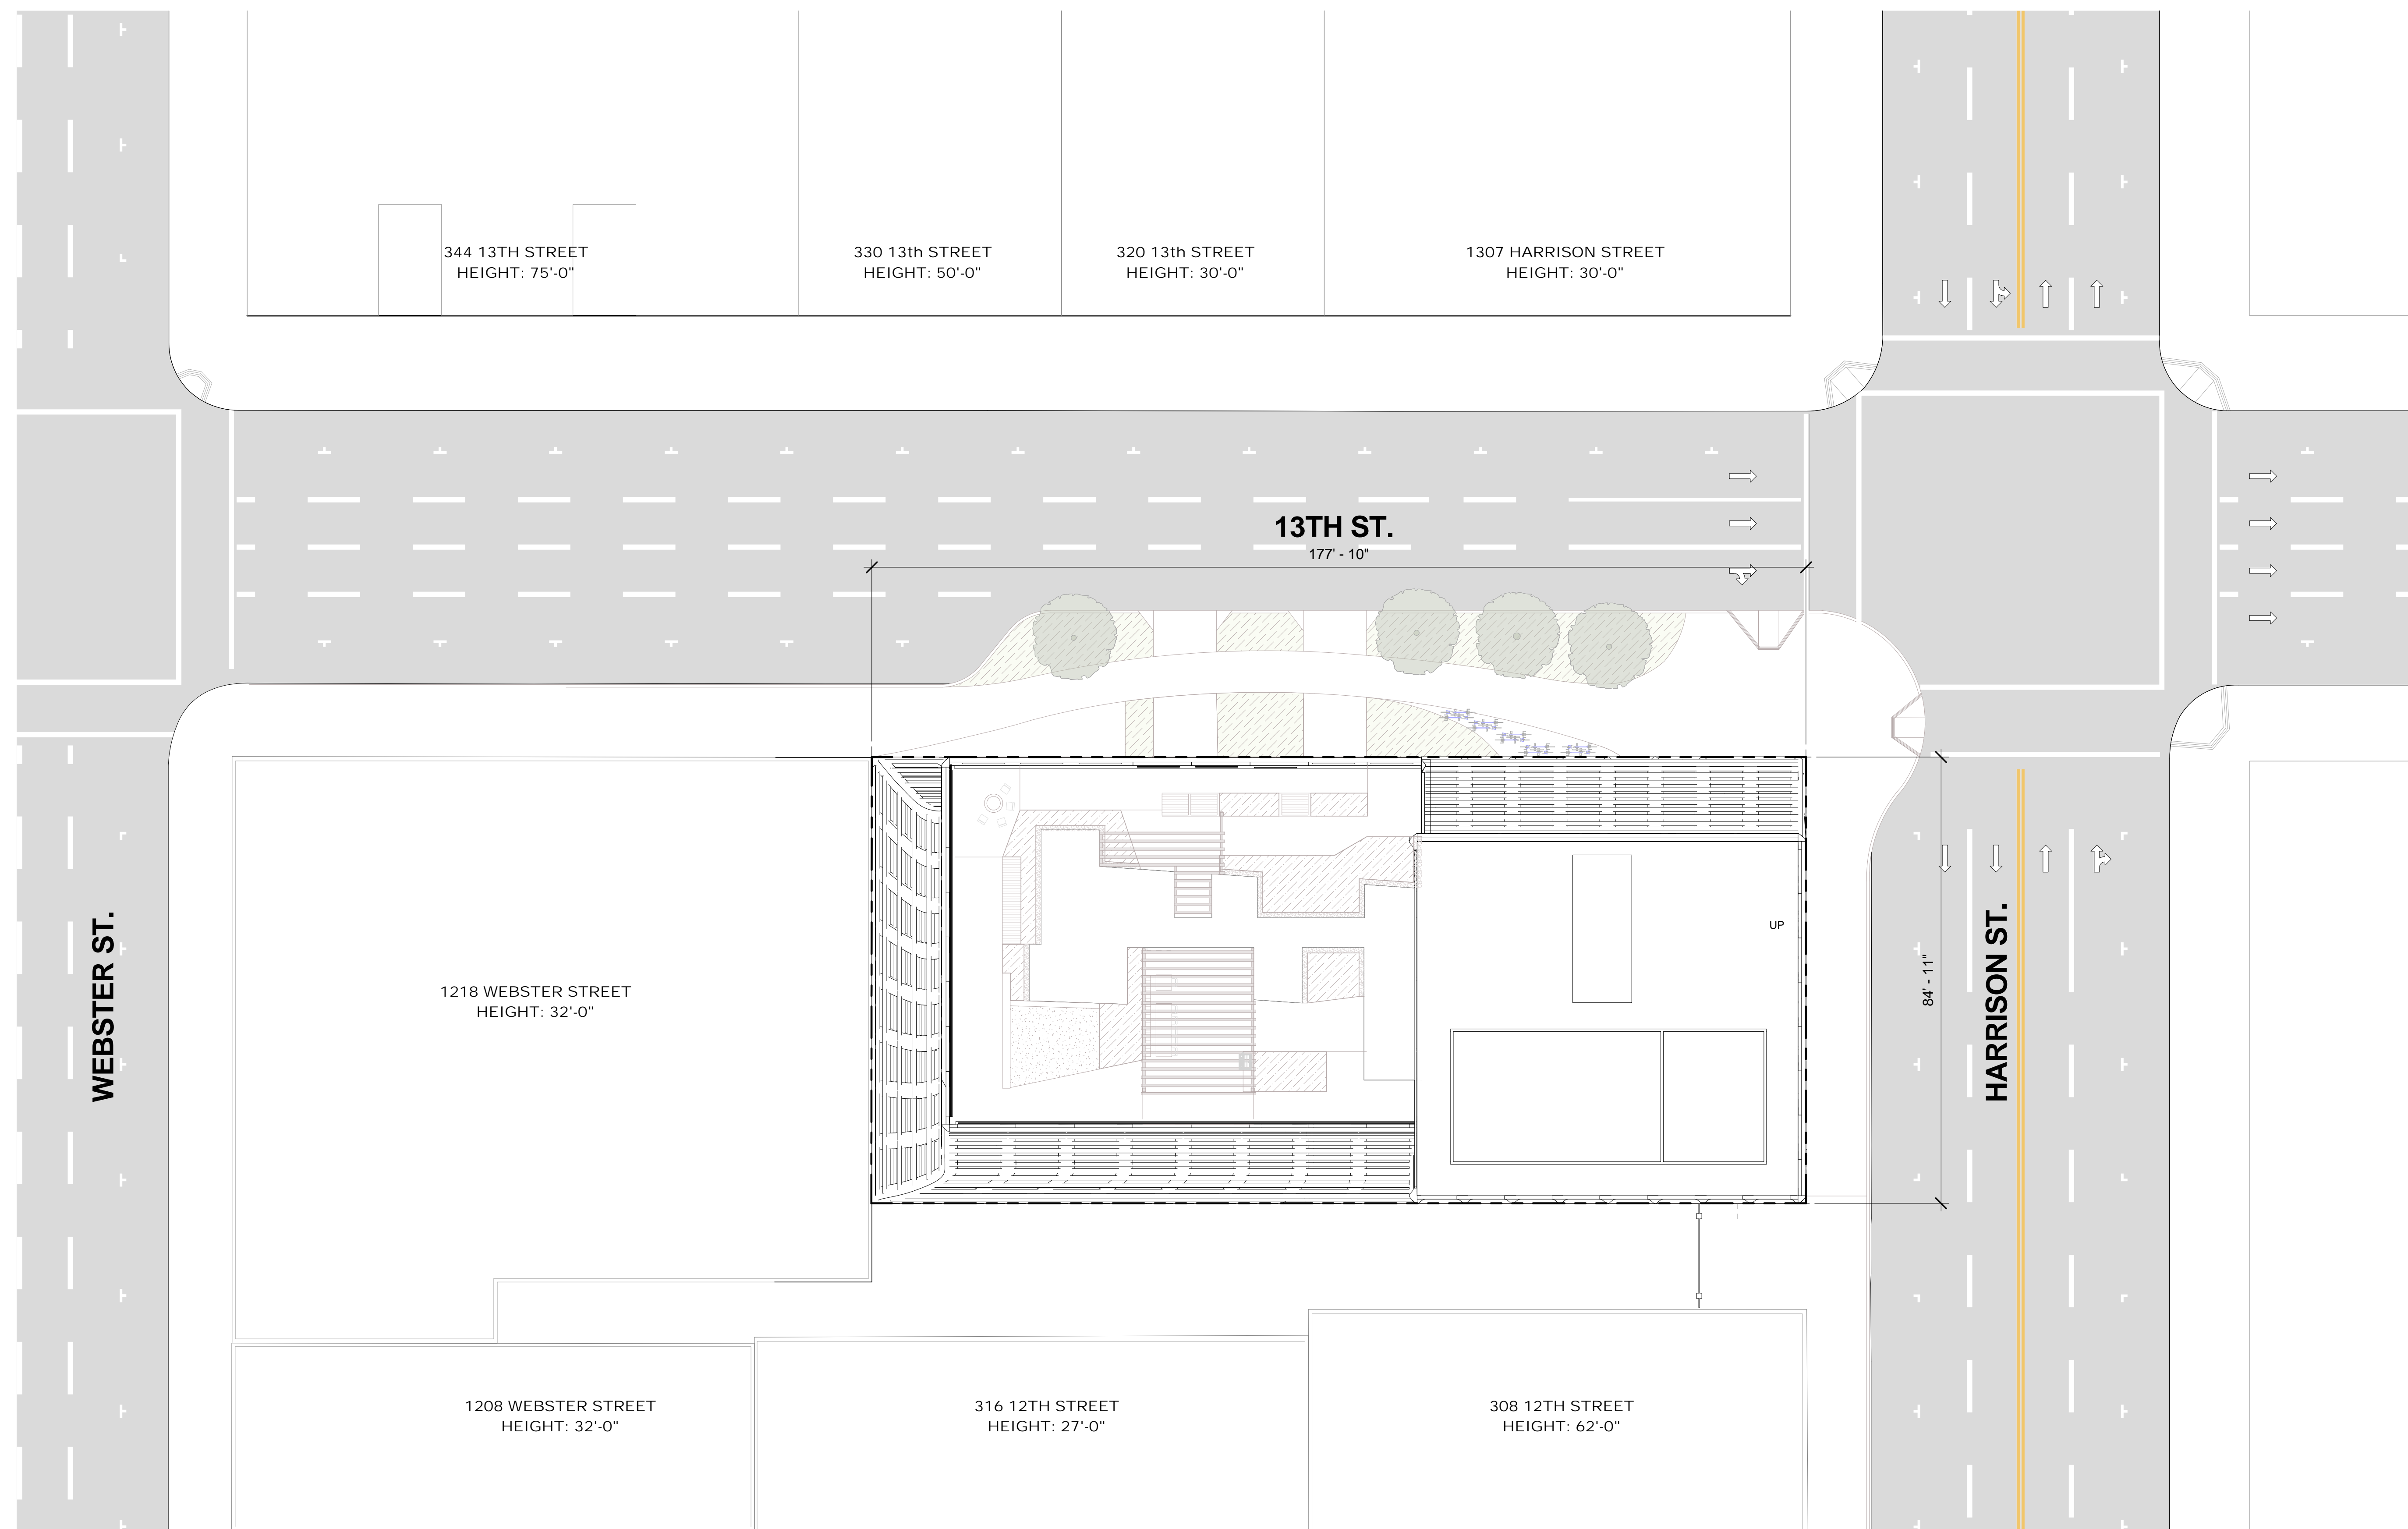 344 13TH STREET
HEIGHT: 75'-0"
330 13th STREET
HEIGHT: 50'-0"
320 13th STREET
HEIGHT: 30'-0"
1307 HARRISON STREET
HEIGHT: 30'-0"
13TH ST.
177' - 10"
UP
WEBSTER ST.
1218 WEBSTER STREET
HEIGHT: 32'-0"
84' - 11"
HARRISON ST.
1208 WEBSTER STREET
HEIGHT: 32'-0"
316 12TH STREET
HEIGHT: 27'-0"
308 12TH STREET
HEIGHT: 62'-0"